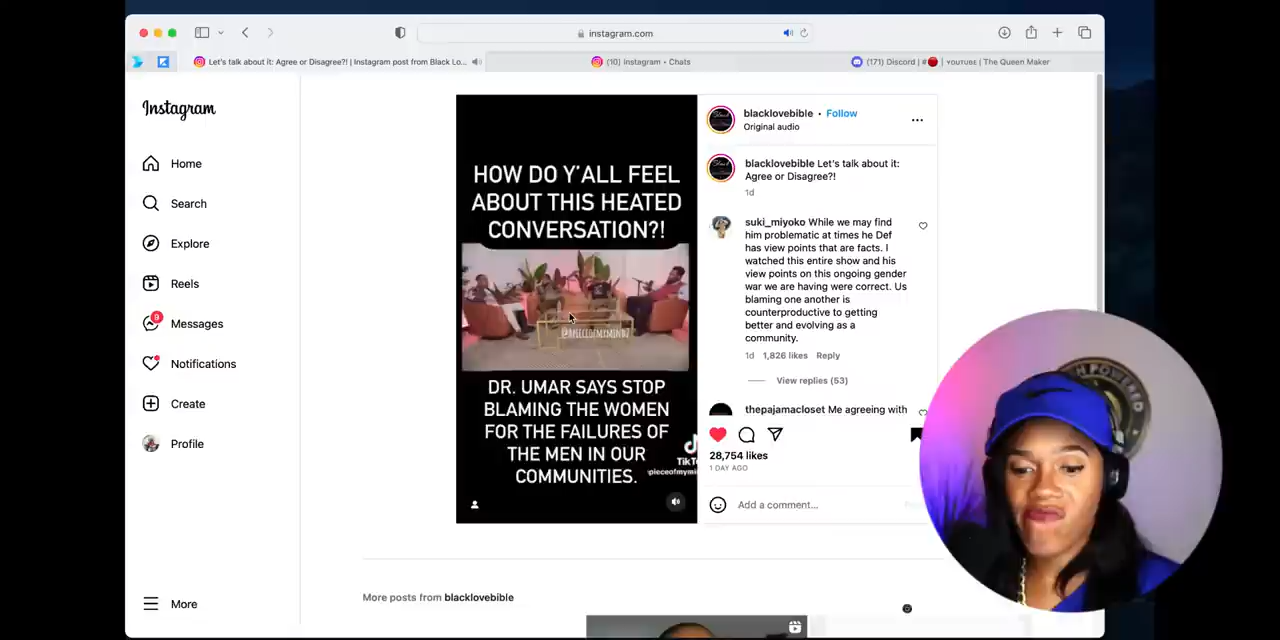 instagram.com
Let's talk about it: Agree or Disagree?! | Instagram post from Black Lo...
(10) Instagram • Chats
(171) Discord | #🔴 | YOUTUBE | The Queen Maker
Instagram
Home
Search
Explore
Reels
9
Messages
Notifications
Create
Profile
More
HOW DO Y'ALL FEEL
ABOUT THIS HEATED
CONVERSATION?!
@APIECEOFMYMIND7
DR. UMAR SAYS STOP
BLAMING THE WOMEN
FOR THE FAILURES OF
THE MEN IN OUR
COMMUNITIES.
TikT
blacklovebible • Follow
Original audio
blacklovebible Let's talk about it:
Agree or Disagree?!
1d
suki_miyoko While we may find
him problematic at times he Def
has view points that are facts. I
watched this entire show and his
view points on this ongoing gender
war we are having were correct. Us
blaming one another is
counterproductive to getting
better and evolving as a
community.
1d 1,826 likes Reply
View replies (53)
thepajamacloset Me agreeing with
28,754 likes
1 DAY AGO
Add a comment...
More posts from blacklovebible